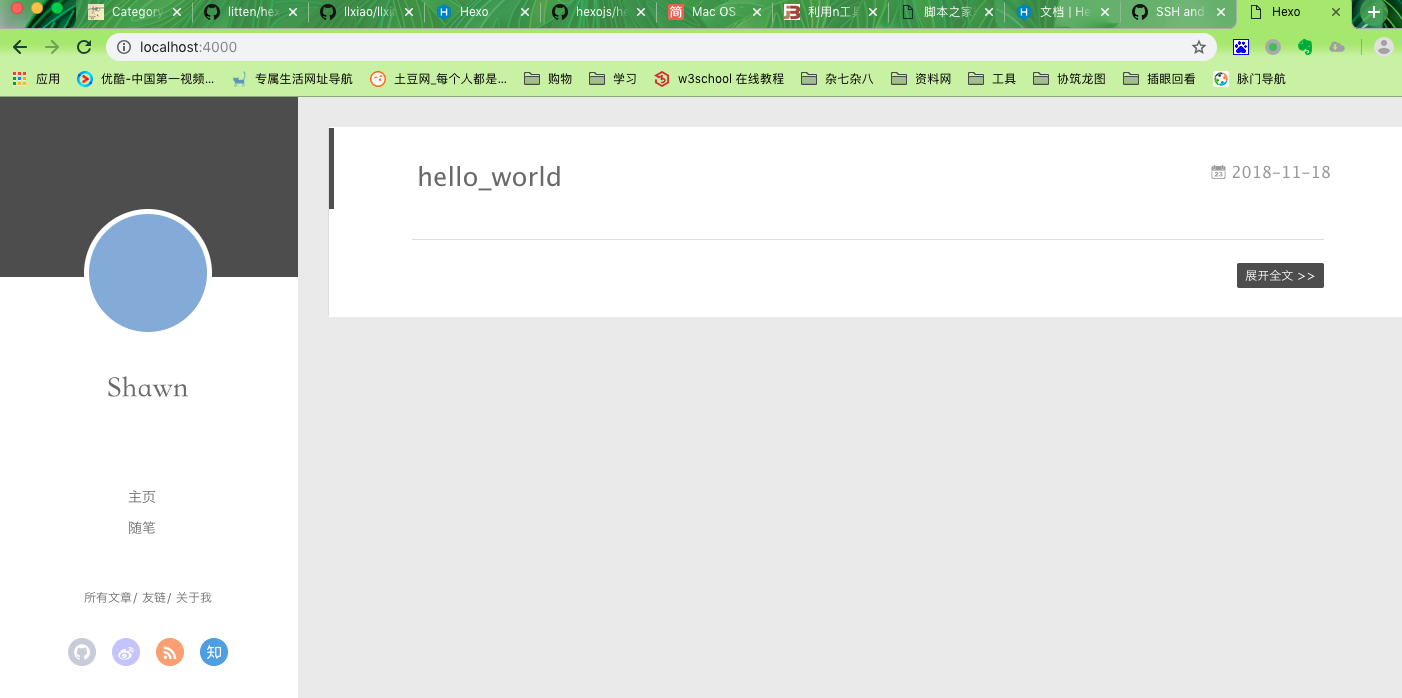 Category
litten/hex
llxiao/llxi
Hexo
hexojs/he
简
Mac OS
利用n工具
脚本之家
H 文档 | He
SSH and
Hexo
localhost:4000
应用
优酷-中国第一视频...
专属生活网址导航
土豆网_每个人都是...
购物
学习
w3school 在线教程
杂七杂八
资料网
工具
协筑龙图
插眼回看
脉门导航
hello_world
23 2018-11-18
展开全文 >>
Shawn
主页
随笔
所有文章/ 友链/ 关于我
知